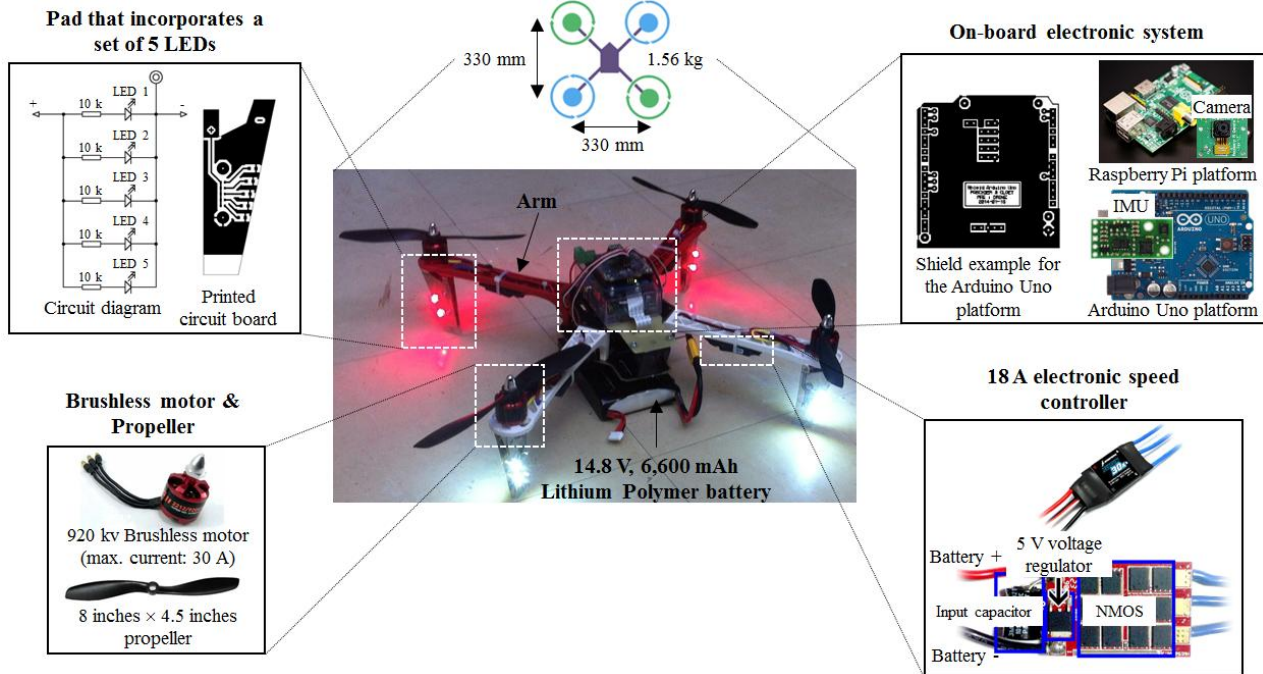 Pad that incorporates a
set of 5 LEDs
+
-
10 k
LED 1
10 k
LED 2
10 k
LED 3
10 k
LED 4
10 k
LED 5
Circuit diagram
Printed
circuit board
330 mm
1.56 kg
330 mm
On-board electronic system
Camera
Raspberry Pi platform
IMU
ARDUINO
UNO
Shield example for
the Arduino Uno
platform
Arduino Uno platform
Arm
14.8 V, 6,600 mAh
Lithium Polymer battery
Brushless motor &
Propeller
920 kv Brushless motor
(max. current: 30 A)
8 inches × 4.5 inches
propeller
18 A electronic speed
controller
Battery +
5 V voltage
regulator
Input capacitor
NMOS
Battery -